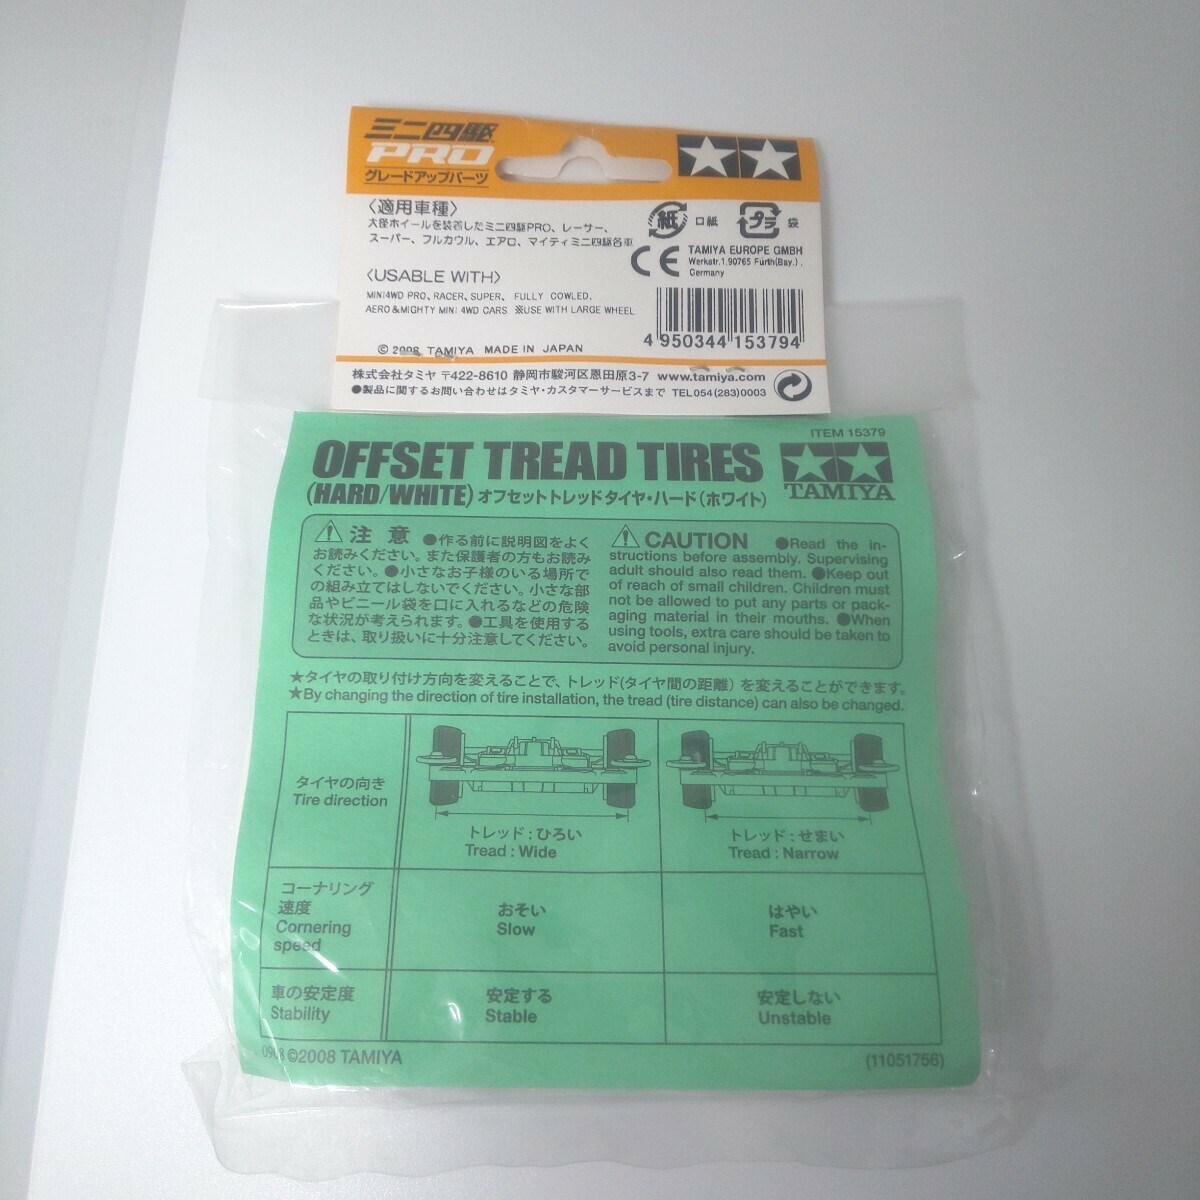 ミニ四駆
PRO
グレードアップパーツ
〈適用車種〉
大径ホイールを装着したミニ四駆PRO、レーサー、
スーパー、フルカウル、エアロ、マイティミニ四駆各車
〈USABLE WITH〉
MINI4WD PRO, RACER, SUPER, FULLY COWLED,
AERO & MIGHTY MINI 4WD CARS ※USE WITH LARGE WHEEL
© 2008 TAMIYA MADE IN JAPAN
紙 口紙 プラ 袋
CE
TAMIYA EUROPE GMBH
Werkstr.1.90765 Fürth(Bay.).
Germany
4 950344 153794
株式会社タミヤ 〒422-8610 静岡市駿河区恩田原3-7 www.tamiya.com
●製品に関するお問い合わせはタミヤ・カスタマーサービスまで TEL054(283)0003
ITEM 15379
OFFSET TREAD TIRES
(HARD/WHITE) オフセットトレッドタイヤ・ハード(ホワイト)
TAMIYA
注意 ●作る前に説明図をよく
お読みください。また保護者の方もお読み
ください。●小さなお子様のいる場所で
の組み立てはしないでください。小さな部
品やビニール袋を口に入れるなどの危険
な状況が考えられます。●工具を使用する
ときは、取り扱いに十分注意してください。
CAUTION ●Read the in-
structions before assembly. Supervising
adult should also read them. ●Keep out
of reach of small children. Children must
not be allowed to put any parts or pack-
aging material in their mouths. ●When
using tools, extra care should be taken to
avoid personal injury.
★タイヤの取り付け方向を変えることで、トレッド(タイヤ間の距離)を変えることができます。
★By changing the direction of tire installation, the tread (tire distance) can also be changed.
タイヤの向き
Tire direction
トレッド：ひろい
Tread : Wide
トレッド：せまい
Tread : Narrow
コーナリング
速度
Cornering
speed
おそい
Slow
はやい
Fast
車の安定度
Stability
安定する
Stable
安定しない
Unstable
0908 ©2008 TAMIYA
(11051756)